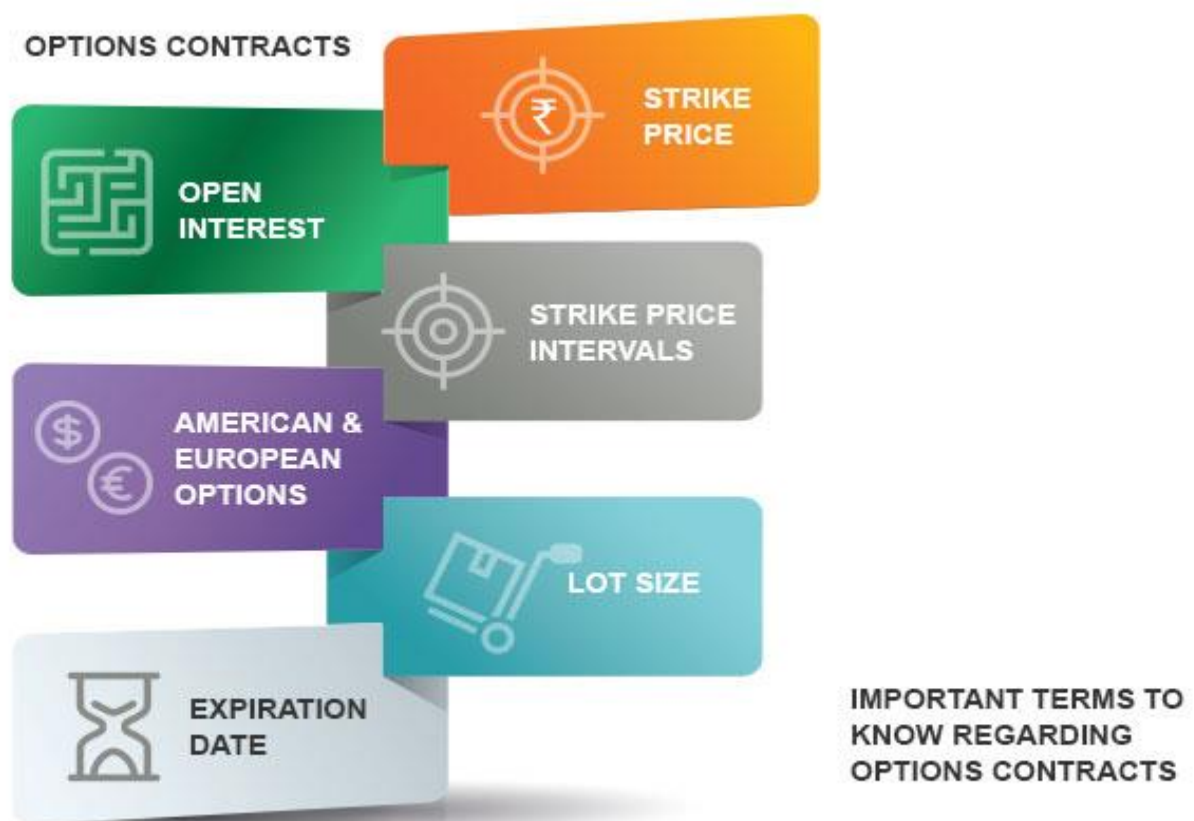 OPTIONS CONTRACTS
₹
STRIKE
PRICE
OPEN
INTEREST
STRIKE PRICE
INTERVALS
$
€
AMERICAN &
EUROPEAN
OPTIONS
LOT SIZE
EXPIRATION
DATE
IMPORTANT TERMS TO
KNOW REGARDING
OPTIONS CONTRACTS